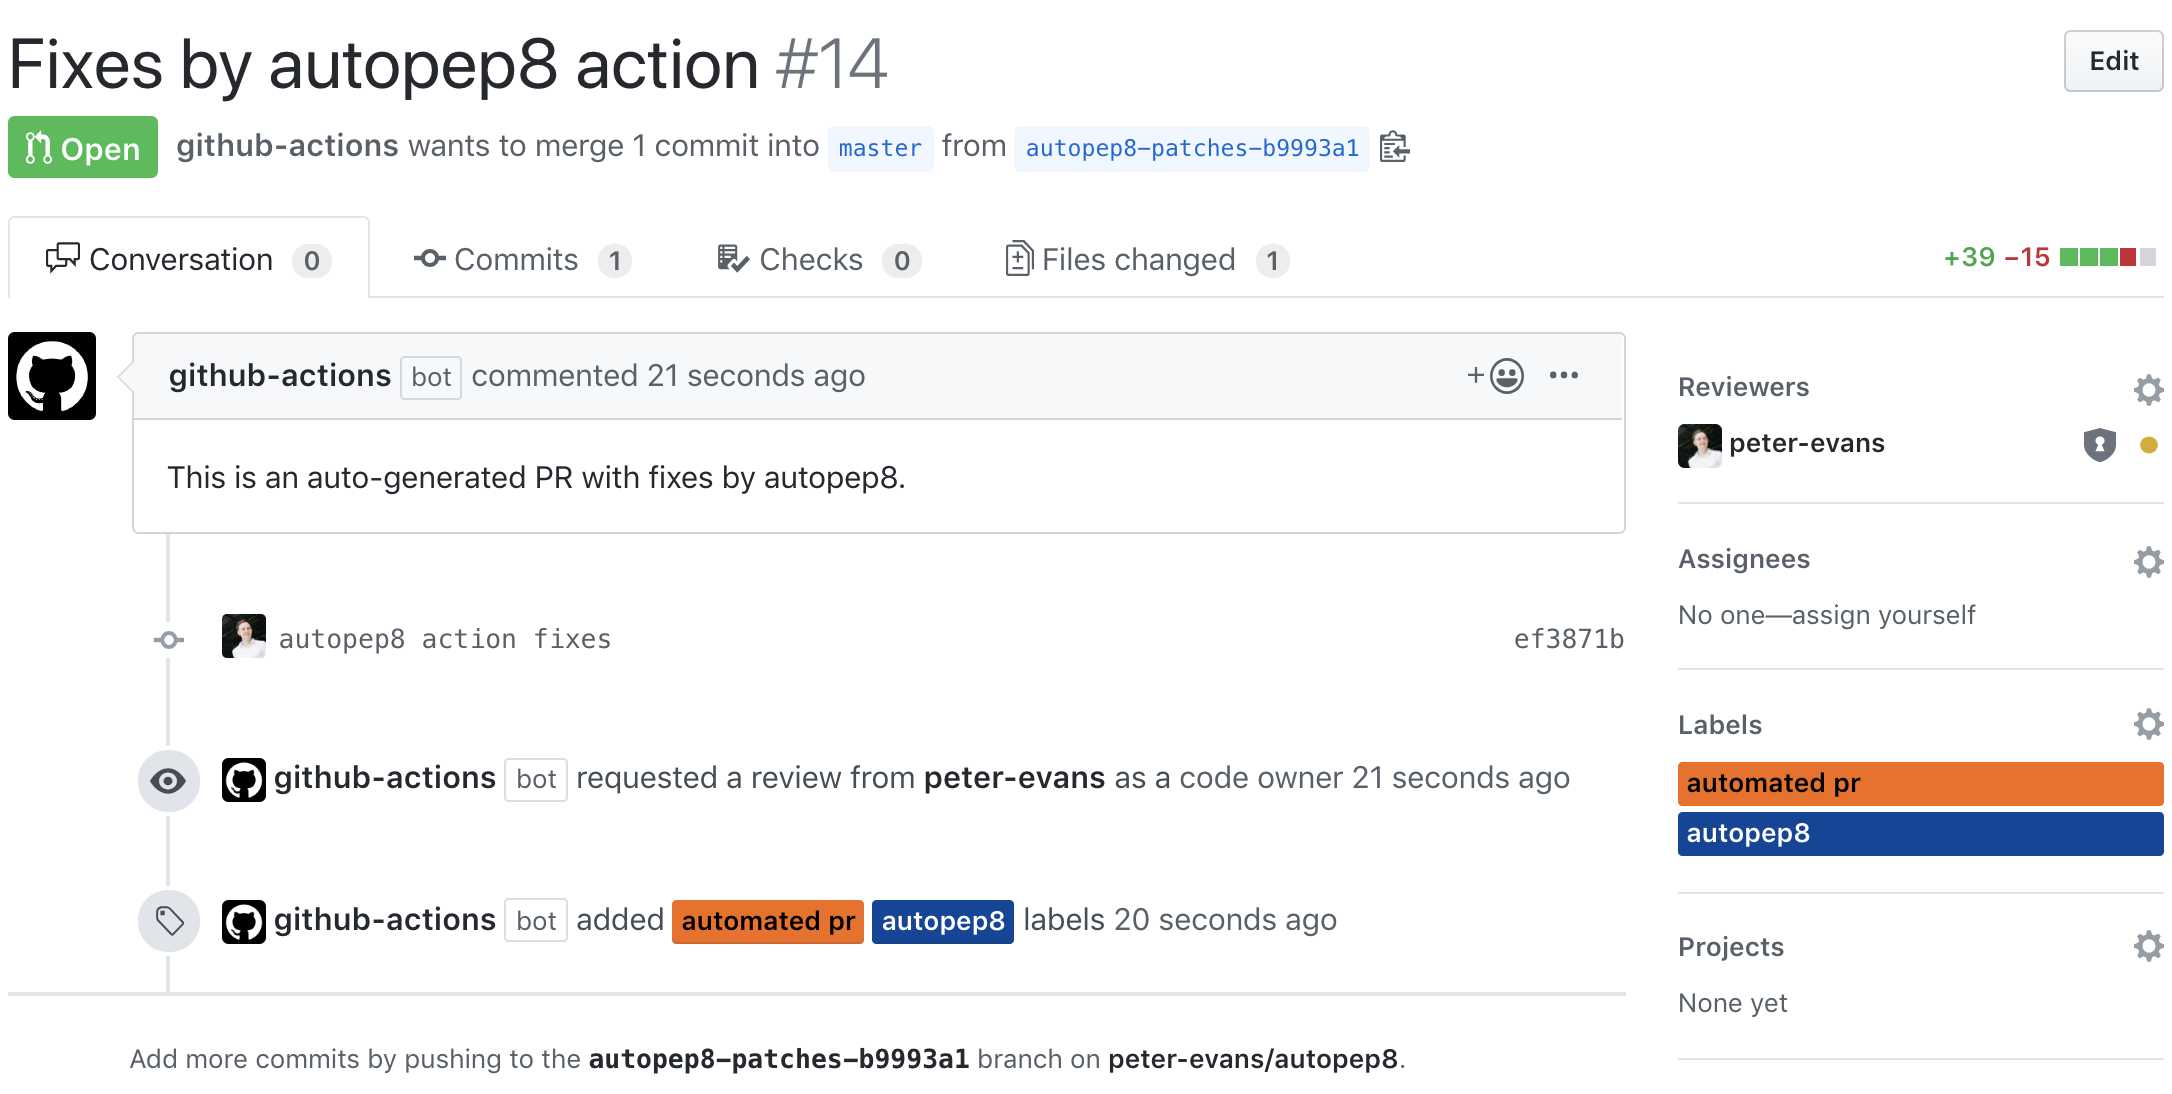 Fixes by autopep8 action #14
Edit
Open
github-actions wants to merge 1 commit into master from autopep8-patches-b9993a1
Conversation 0
Commits 1
Checks 0
Files changed 1
+39 −15
github-actions bot commented 21 seconds ago
This is an auto-generated PR with fixes by autopep8.
autopep8 action fixes
ef3871b
github-actions bot requested a review from peter-evans as a code owner 21 seconds ago
github-actions bot added automated pr autopep8 labels 20 seconds ago
Add more commits by pushing to the autopep8-patches-b9993a1 branch on peter-evans/autopep8.
Reviewers
peter-evans
Assignees
No one—assign yourself
Labels
automated pr
autopep8
Projects
None yet